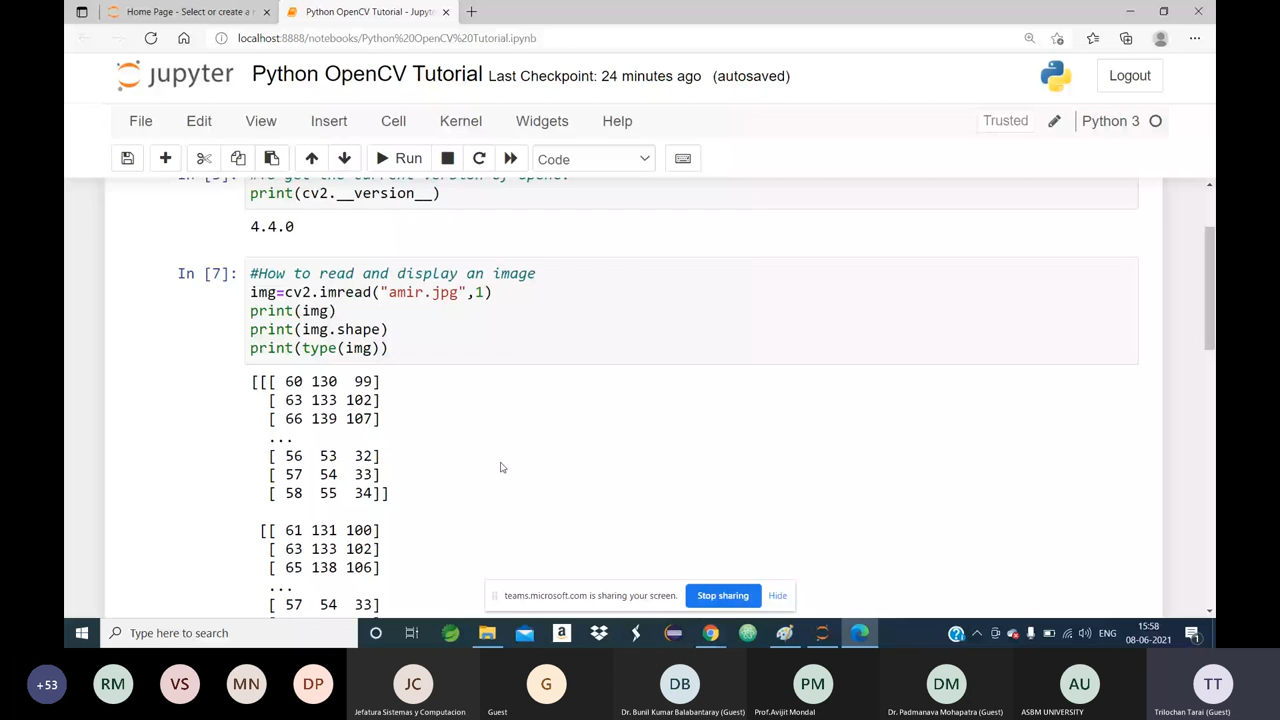 Home Page - Select or create a n
Python OpenCV Tutorial - Jupyte
localhost:8888/notebooks/Python%20OpenCV%20Tutorial.ipynb
jupyter Python OpenCV Tutorial Last Checkpoint: 24 minutes ago (autosaved) Logout
File Edit View Insert Cell Kernel Widgets Help Trusted Python 3
Run Code
print(cv2.__version__)
4.4.0
In [7]: #How to read and display an image
img=cv2.imread("amir.jpg",1)
print(img)
print(img.shape)
print(type(img))
[[[ 60 130 99]
[ 63 133 102]
[ 66 139 107]
...
[ 56 53 32]
[ 57 54 33]
[ 58 55 34]]
[[ 61 131 100]
[ 63 133 102]
[ 65 138 106]
...
[ 57 54 33]
teams.microsoft.com is sharing your screen. Stop sharing Hide
Type here to search
ENG
15:58
08-06-2021
+53 RM VS MN DP JC G DB PM DM AU TT
Jefatura Sistemas y Computacion Guest Dr. Bunil Kumar Balabantaray (Guest) Prof.Avijit Mondal Dr. Padmanava Mohapatra (Guest) ASBM UNIVERSITY Trilochan Tarai (Guest)